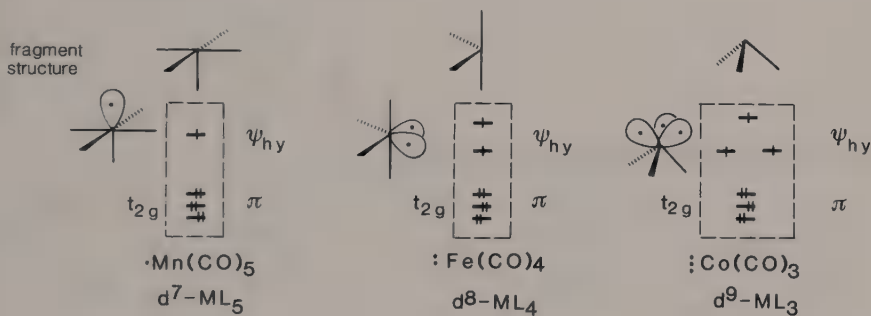 fragment
structure
ψhy
ψhy
ψhy
t2g
π
t2g
π
t2g
π
·Mn(CO)5
:Fe(CO)4
⋮Co(CO)3
d7-ML5
d8-ML4
d9-ML3